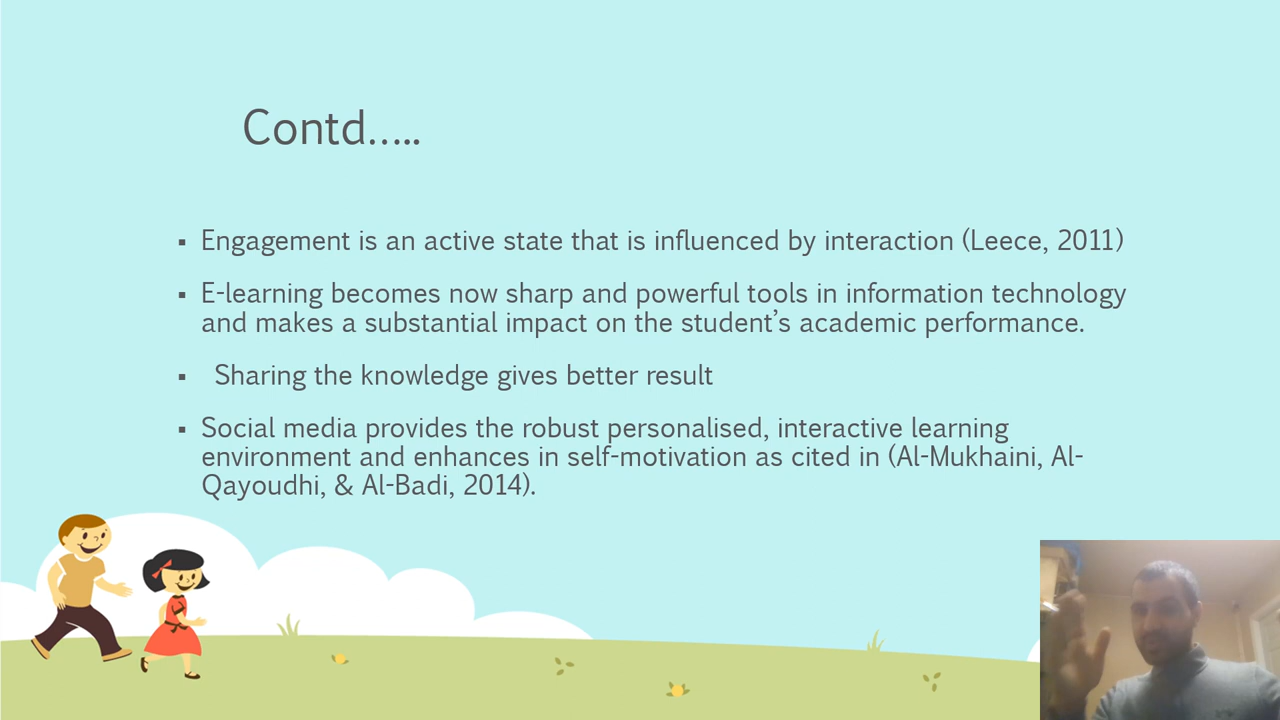 Contd.....
▪ Engagement is an active state that is influenced by interaction (Leece, 2011)
▪ E-learning becomes now sharp and powerful tools in information technology
and makes a substantial impact on the student’s academic performance.
▪ Sharing the knowledge gives better result
▪ Social media provides the robust personalised, interactive learning
environment and enhances in self-motivation as cited in (Al-Mukhaini, Al-
Qayoudhi, & Al-Badi, 2014).